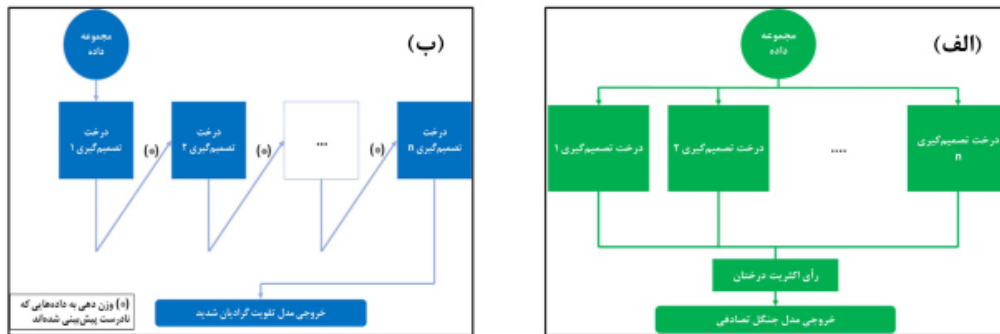 (الف)
مجموعه
داده
درخت تصمیم‌گیری ۱
درخت تصمیم‌گیری ۲
....
درخت تصمیم‌گیری
n
رأی اکثریت درختان
خروجی مدل جنگل تصادفی
(ب)
مجموعه
داده
درخت
تصمیم‌گیری ۱
(*)
درخت
تصمیم‌گیری ۲
(*)
...
(*)
درخت
تصمیم‌گیری n
خروجی مدل تقویت گرادیان شدید
(*) وزن دهی به داده‌هایی که
نادرست پیش‌بینی شده‌اند